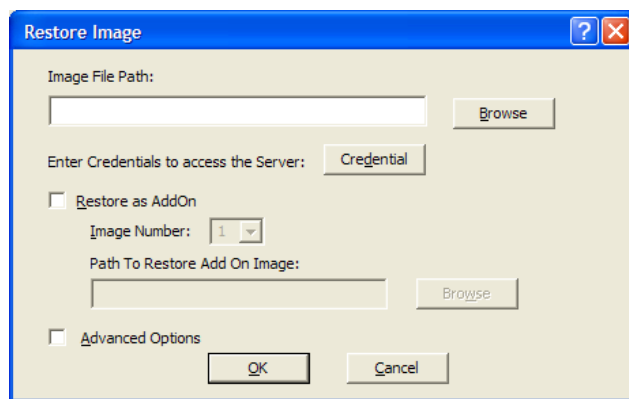 Restore Image
Image File Path:
Browse
Enter Credentials to access the Server: Credential
Restore as AddOn
Image Number: 1
Path To Restore Add On Image:
Browse
Advanced Options
OK Cancel